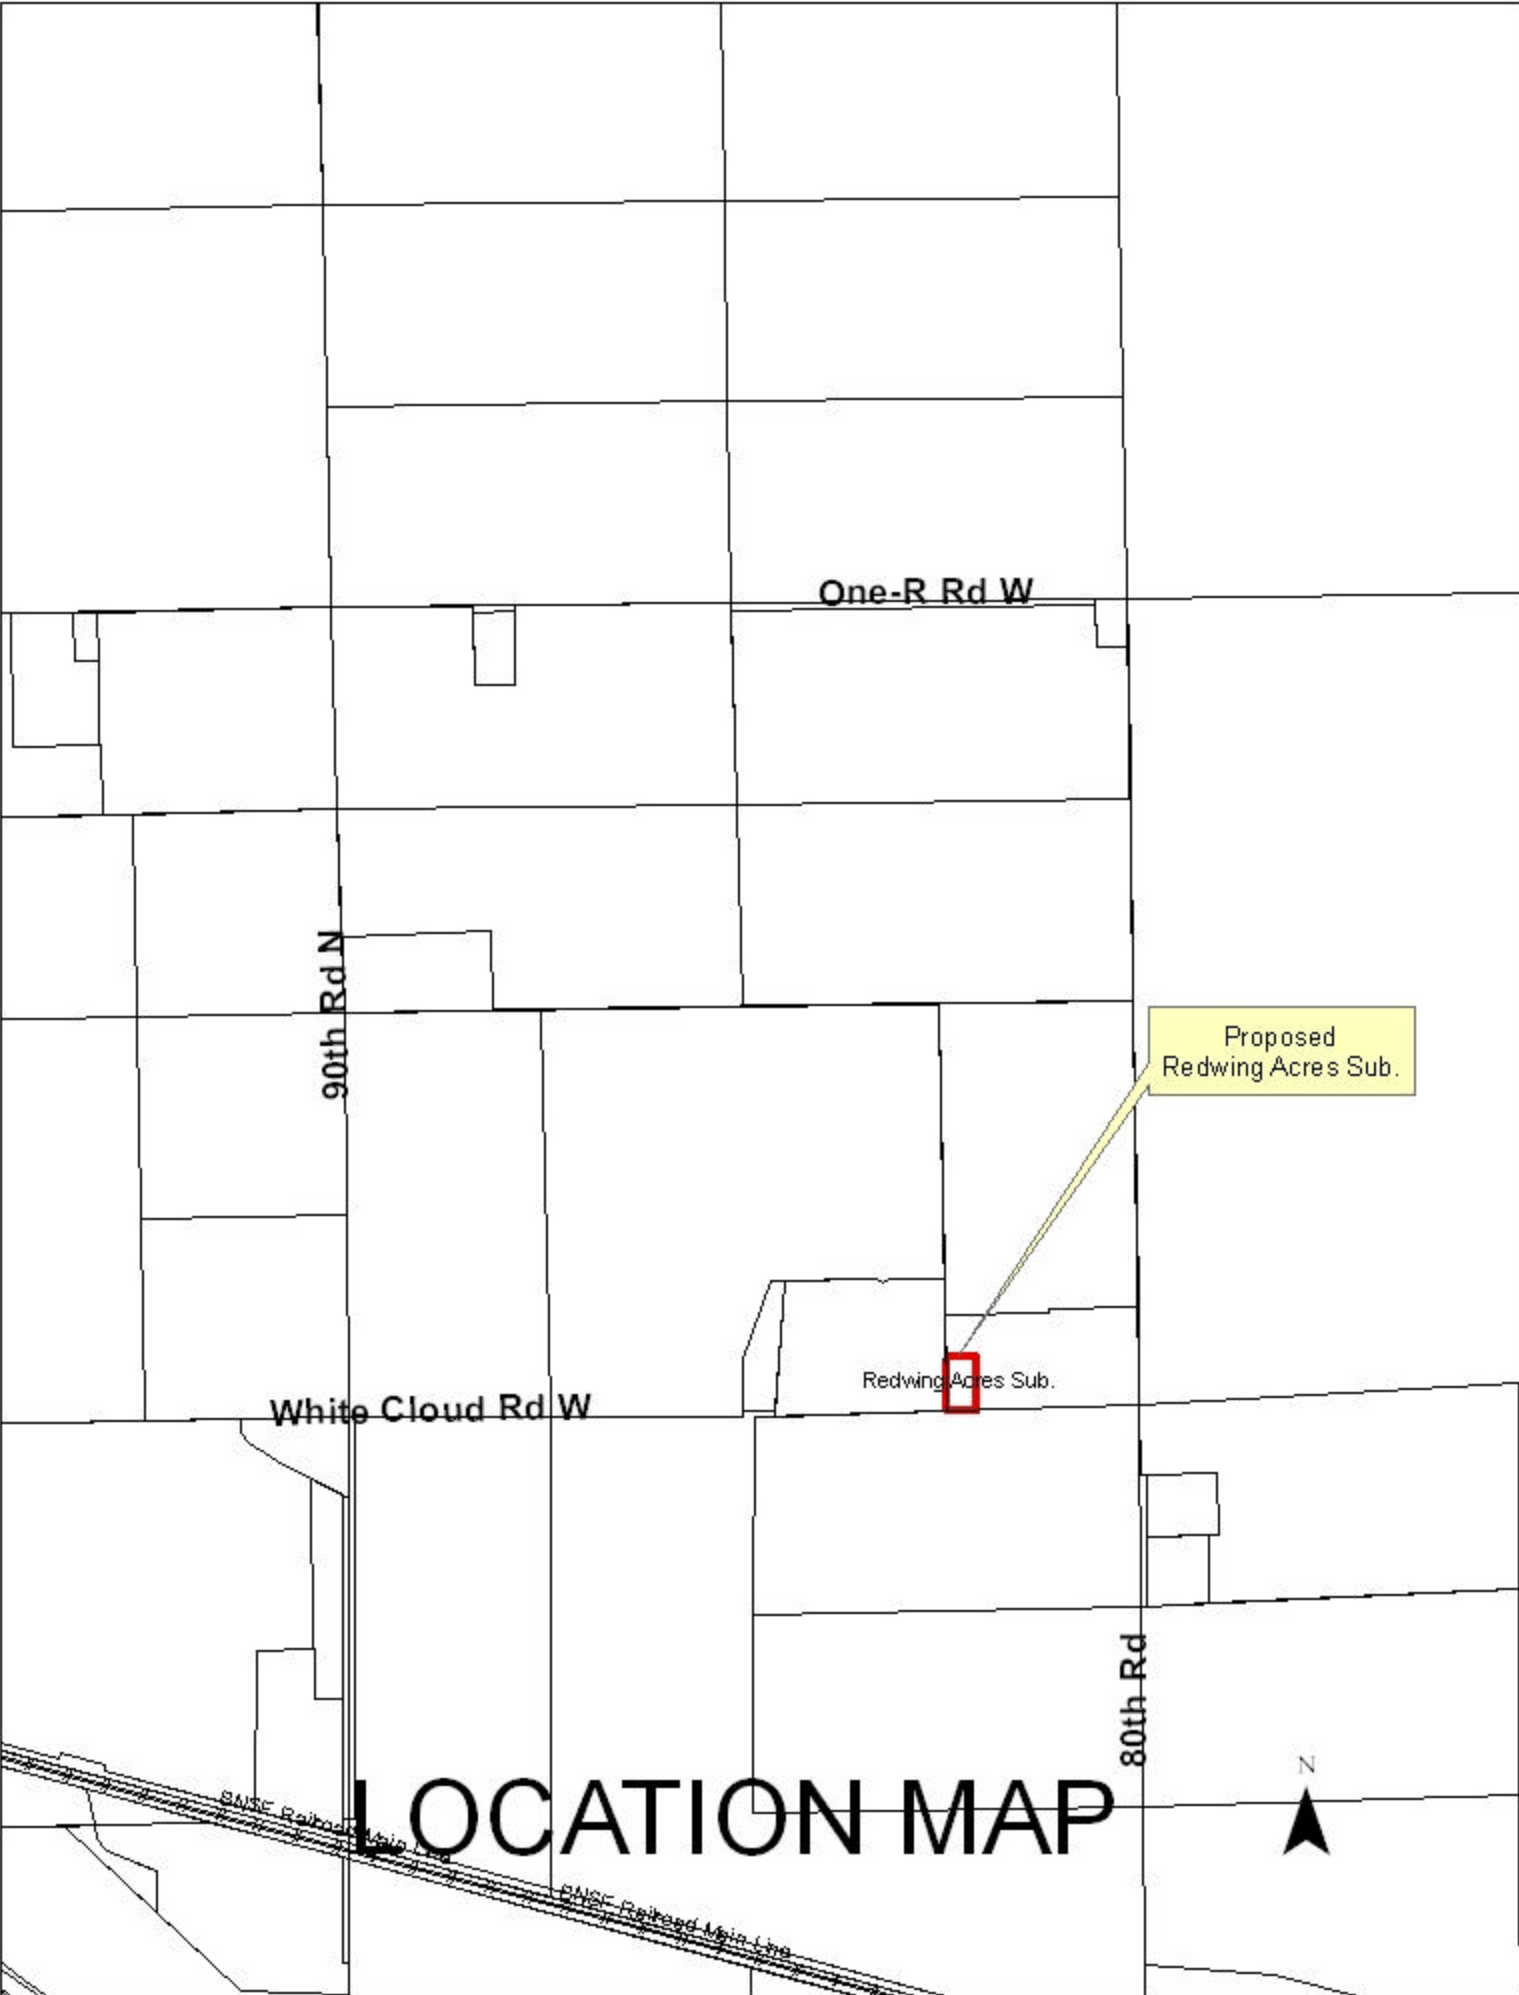 One-R Rd W
90th Rd N
Proposed
Redwing Acres Sub.
Redwing Acres Sub.
White Cloud Rd W
80th Rd
N
LOCATION MAP
BNSF Railroad Main Line
BNSF Railroad Main Line